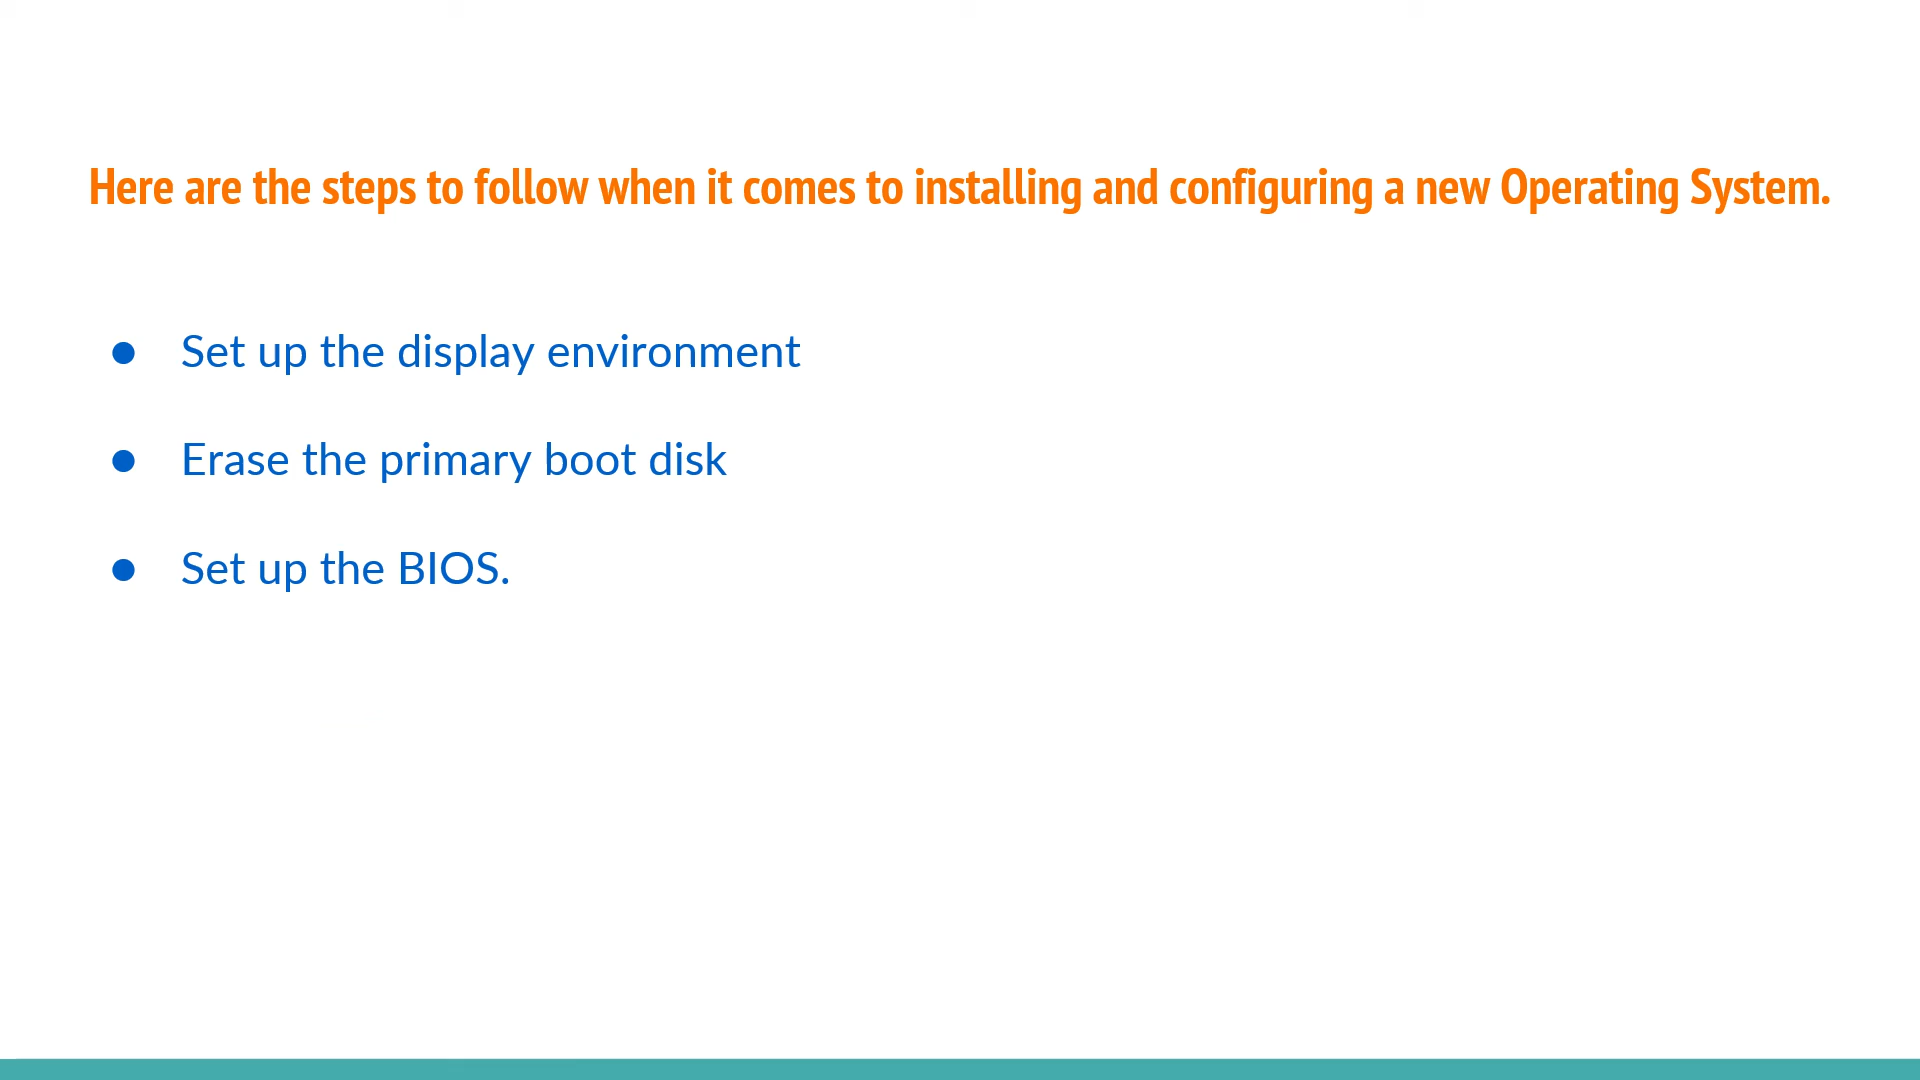 Here are the steps to follow when it comes to installing and configuring a new Operating System.
● Set up the display environment
● Erase the primary boot disk
● Set up the BIOS.